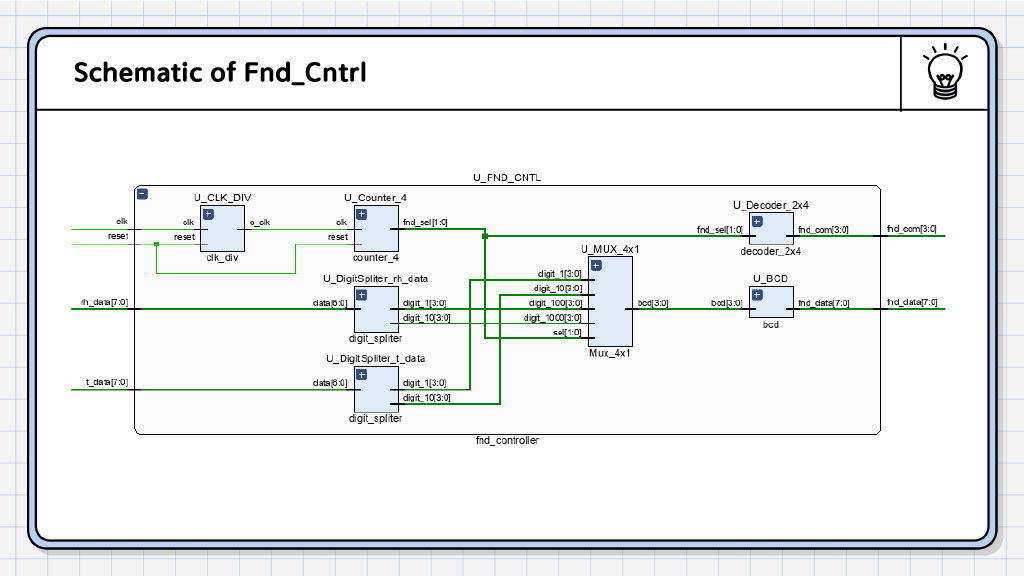 Schematic of Fnd_Cntrl
U_FND_CNTL
U_CLK_DIV
U_Counter_4
U_Decoder_2x4
clk
clk
o_clk
clk
fnd_sel[1:0]
reset
reset
reset
fnd_sel[1:0]
fnd_com[3:0]
fnd_com[3:0]
clk_div
counter_4
decoder_2x4
U_MUX_4x1
U_DigitSpliter_rh_data
U_BCD
digit_1[3:0]
digit_10[3:0]
rh_data[7:0]
data[6:0]
digit_1[3:0]
digit_100[3:0]
bcd[3:0]
bcd[3:0]
fnd_data[7:0]
fnd_data[7:0]
digit_10[3:0]
digit_1000[3:0]
sel[1:0]
digit_spliter
bcd
Mux_4x1
U_DigitSpliter_t_data
t_data[7:0]
data[6:0]
digit_1[3:0]
digit_10[3:0]
digit_spliter
fnd_controller